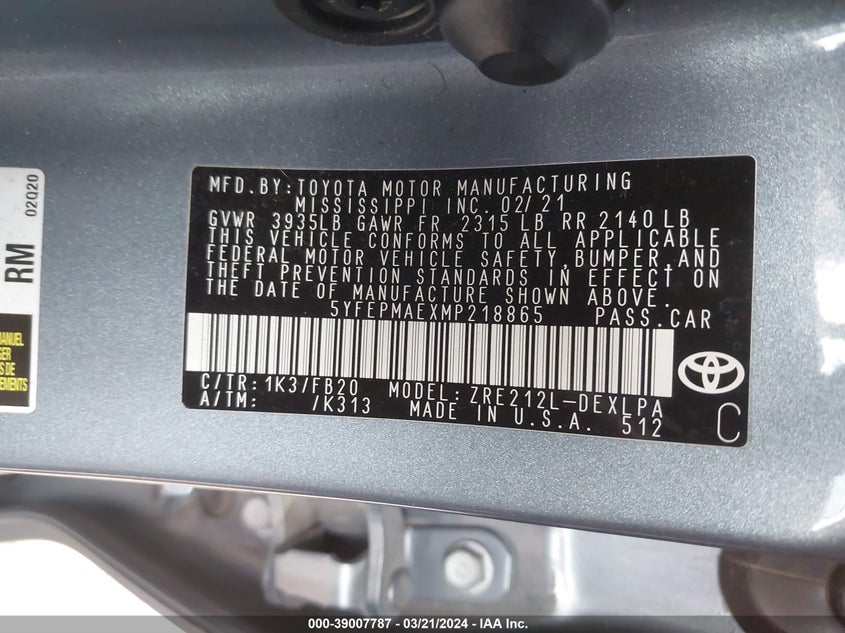 MFD.BY:TOYOTA MOTOR MANUFACTURING
MISSISSIPPI INC. 02/21
GVWR 3935LB GAWR FR 2315 LB RR 2140 LB
THIS VEHICLE CONFORMS TO ALL APPLICABLE
FEDERAL MOTOR VEHICLE SAFETY, BUMPER,AND
THEFT PREVENTION STANDARDS IN EFFECT ON
THE DATE OF MANUFACTURE SHOWN ABOVE.
5YFEPMAEXMP218865 PASS.CAR
C/TR: 1K3/FB20 MODEL: ZRE212L-DEXLPA
A/TM: /K313 MADE IN U.S.A. 512
C
RM 02020
000-39007787 - 03/21/2024 - IAA Inc.